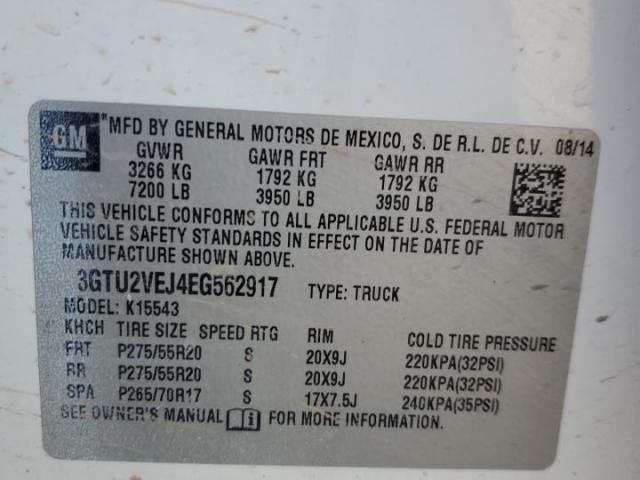 GM
*MFD BY GENERAL MOTORS DE MEXICO, S. DE R.L. DE C.V. 08/14
GVWR GAWR FRT GAWR RR
3266 KG 1792 KG 1792 KG
7200 LB 3950 LB 3950 LB
THIS VEHICLE CONFORMS TO ALL APPLICABLE U.S. FEDERAL MOTOR
VEHICLE SAFETY STANDARDS IN EFFECT ON THE DATE OF
MANUFACTURE SHOWN ABOVE.
3GTU2VEJ4EG562917 TYPE: TRUCK
MODEL: K15543
KHCH TIRE SIZE SPEED RTG RIM COLD TIRE PRESSURE
FRT P275/55R20 S 20X9J 220KPA(32PSI)
RR P275/55R20 S 20X9J 220KPA(32PSI)
SPA P265/70R17 S 17X7.5J 240KPA(35PSI)
SEE OWNER'S MANUAL FOR MORE INFORMATION.